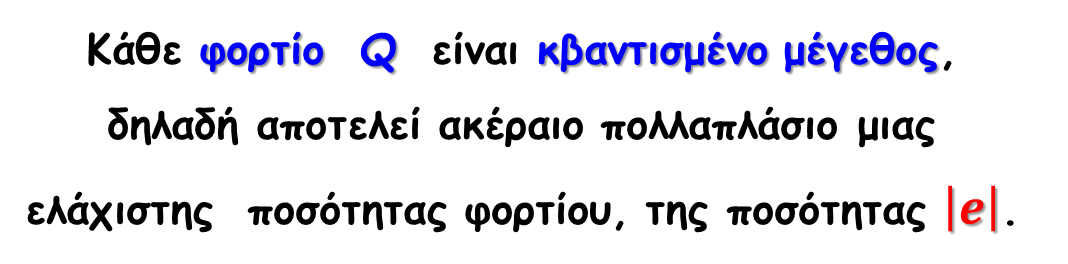 Κάθε φορτίο Q είναι κβαντισμένο μέγεθος,
δηλαδή αποτελεί ακέραιο πολλαπλάσιο μιας
ελάχιστης ποσότητας φορτίου, της ποσότητας |e|.